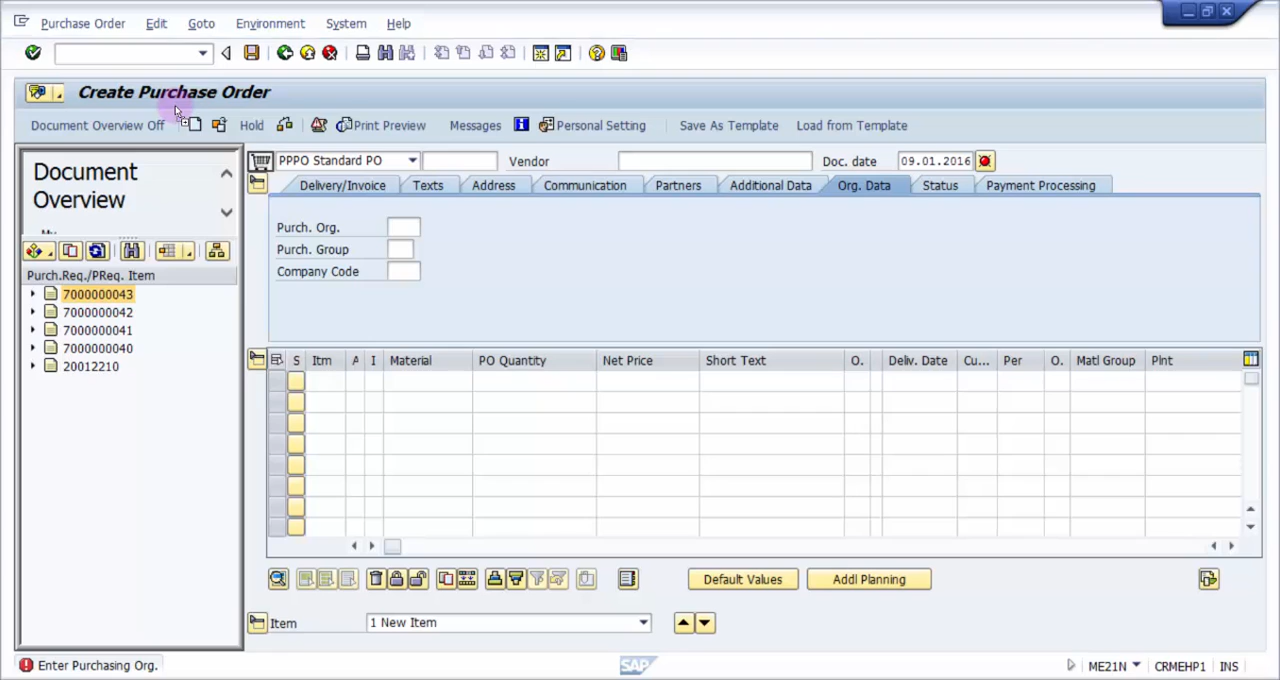 Purchase Order Edit Goto Environment System Help
Create Purchase Order
Document Overview Off Hold Print Preview Messages Personal Setting Save As Template Load from Template
Document
Overview
PPPO Standard PO Vendor Doc. date 09.01.2016
Delivery/Invoice Texts Address Communication Partners Additional Data Org. Data Status Payment Processing
Purch. Org.
Purch. Group
Company Code
Purch.Req./PReq. Item
7000000043
7000000042
7000000041
7000000040
20012210
S Itm A I Material PO Quantity Net Price Short Text O. Deliv. Date Cu... Per O. Matl Group Plnt
Default Values Addl Planning
Item 1 New Item
Enter Purchasing Org. SAP ME21N CRMEHP1 INS